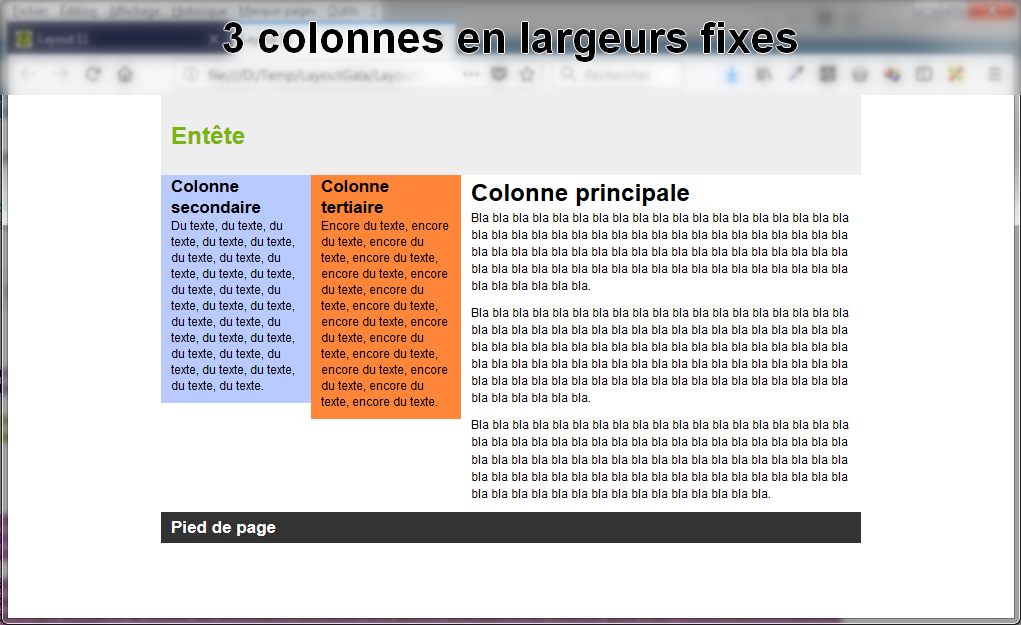 Fichier Édition Affichage Historique Marque-pages Outils ?
Layout 11
3 colonnes en largeurs fixes
file:///D:/Temp/LayoutGala/Layout
Rechercher
Entête
Colonne
secondaire
Du texte, du texte, du
texte, du texte, du texte,
du texte, du texte, du
texte, du texte, du texte,
du texte, du texte, du
texte, du texte, du texte,
du texte, du texte, du
texte, du texte, du texte,
du texte, du texte, du
texte, du texte, du texte,
du texte, du texte.
Colonne
tertiaire
Encore du texte, encore
du texte, encore du
texte, encore du texte,
encore du texte, encore
du texte, encore du
texte, encore du texte,
encore du texte, encore
du texte, encore du
texte, encore du texte,
encore du texte, encore
du texte, encore du
texte, encore du texte.
Colonne principale
Bla bla bla bla bla bla bla bla bla bla bla bla bla bla bla bla bla bla bla
bla bla bla bla bla bla bla bla bla bla bla bla bla bla bla bla bla bla bla
bla bla bla bla bla bla bla bla bla bla bla bla bla bla bla bla bla bla bla
bla bla bla bla bla bla bla bla bla bla bla bla bla bla bla bla bla bla bla
bla bla bla bla bla bla.
Bla bla bla bla bla bla bla bla bla bla bla bla bla bla bla bla bla bla bla
bla bla bla bla bla bla bla bla bla bla bla bla bla bla bla bla bla bla bla
bla bla bla bla bla bla bla bla bla bla bla bla bla bla bla bla bla bla bla
bla bla bla bla bla bla bla bla bla bla bla bla bla bla bla bla bla bla bla
bla bla bla bla bla bla bla bla bla bla bla bla bla bla bla bla bla bla bla
bla bla bla bla bla bla.
Bla bla bla bla bla bla bla bla bla bla bla bla bla bla bla bla bla bla bla
bla bla bla bla bla bla bla bla bla bla bla bla bla bla bla bla bla bla bla
bla bla bla bla bla bla bla bla bla bla bla bla bla bla bla bla bla bla bla
bla bla bla bla bla bla bla bla bla bla bla bla bla bla bla bla bla bla bla
bla bla bla bla bla bla bla bla bla bla bla bla bla bla bla.
Pied de page